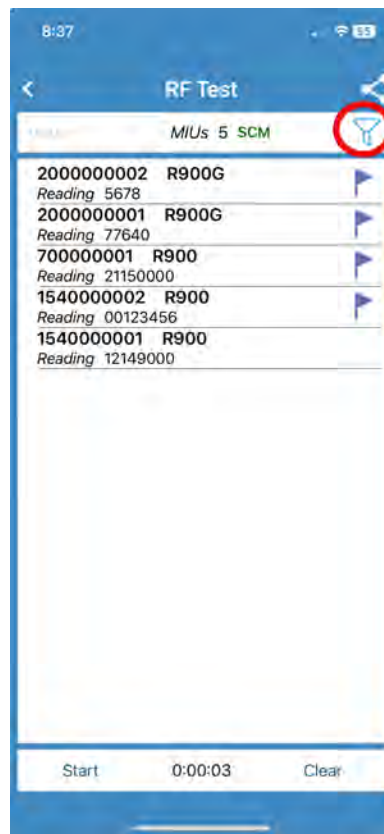 8:37
55
RF Test
MIUs 5 SCM
2000000002 R900G
Reading 5678
2000000001 R900G
Reading 77640
700000001 R900
Reading 21150000
1540000002 R900
Reading 00123456
1540000001 R900
Reading 12149000
Start 0:00:03 Clear